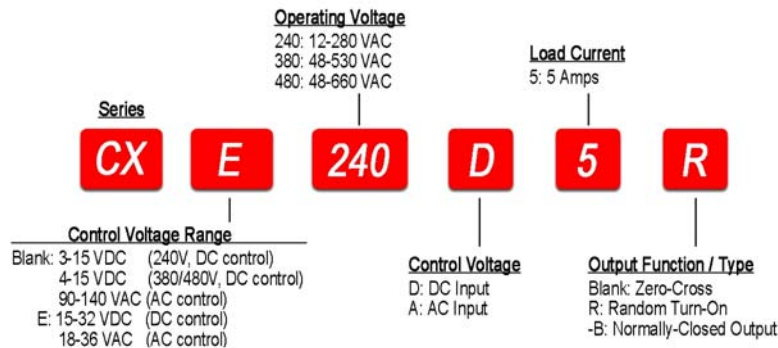 Operating Voltage
240: 12-280 VAC
380: 48-530 VAC
480: 48-660 VAC
Load Current
5: 5 Amps
Series
CX E 240 D 5 R
Control Voltage Range
Blank: 3-15 VDC (240V, DC control)
4-15 VDC (380/480V, DC control)
90-140 VAC (AC control)
E: 15-32 VDC (DC control)
18-36 VAC (AC control)
Control Voltage
D: DC Input
A: AC Input
Output Function / Type
Blank: Zero-Cross
R: Random Turn-On
-B: Normally-Closed Output